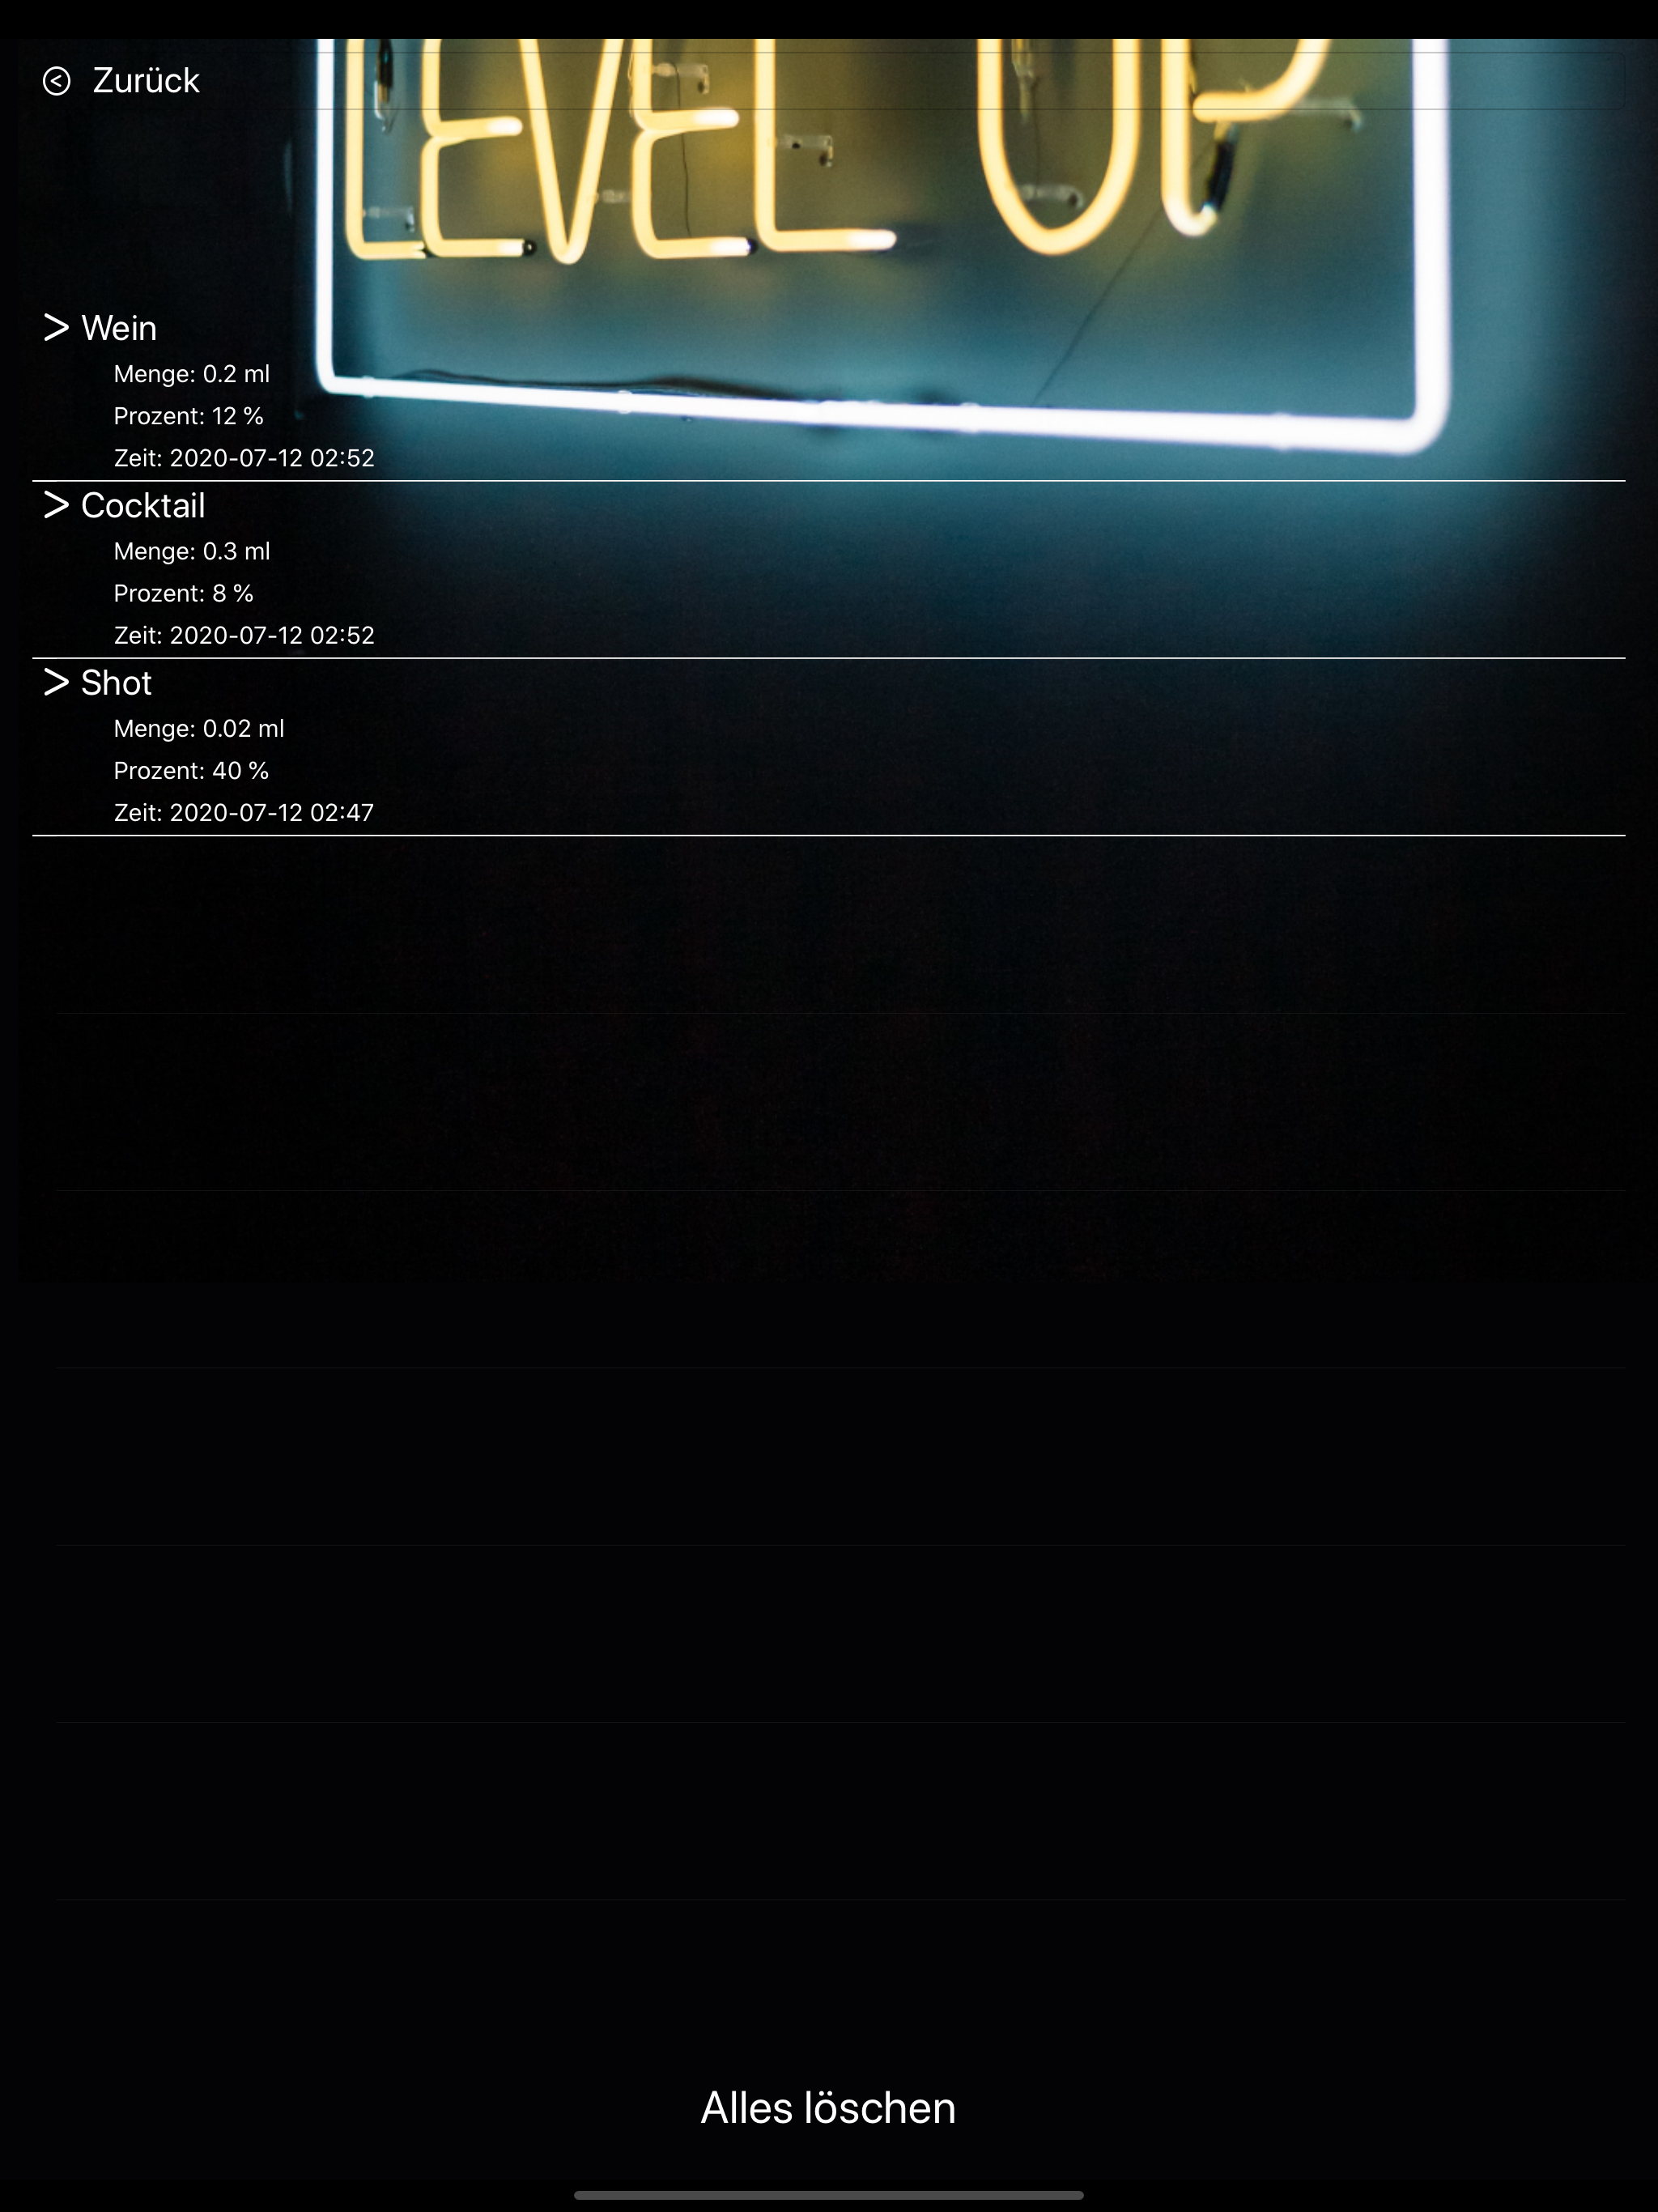 LEVEL UP
Zurück
> Wein
Menge: 0.2 ml
Prozent: 12 %
Zeit: 2020-07-12 02:52
> Cocktail
Menge: 0.3 ml
Prozent: 8 %
Zeit: 2020-07-12 02:52
> Shot
Menge: 0.02 ml
Prozent: 40 %
Zeit: 2020-07-12 02:47
Alles löschen